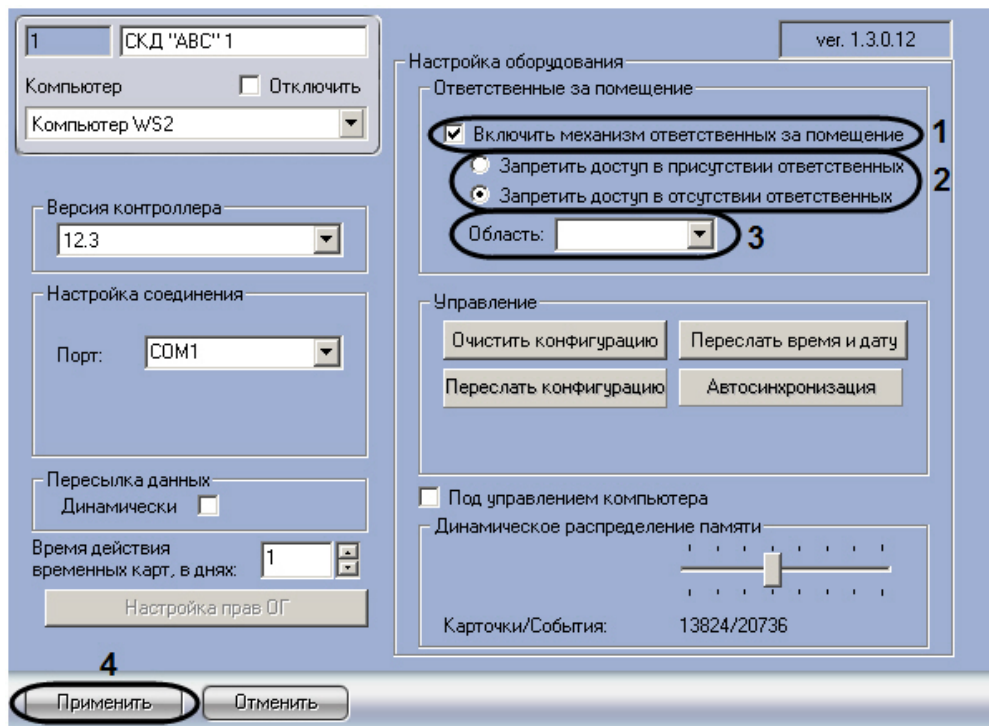 1
СКД "ABC" 1
Компьютер
Отключить
Компьютер WS2
Версия контроллера
12.3
Настройка соединения
Порт:
COM1
Пересылка данных
Динамически
Время действия
временных карт, в днях:
1
Настройка прав ОГ
ver. 1.3.0.12
Настройка оборудования
Ответственные за помещение
Включить механизм ответственных за помещение
1
Запретить доступ в присутствии ответственных
Запретить доступ в отсутствии ответственных
2
Область:
3
Управление
Очистить конфигурацию
Переслать время и дату
Переслать конфигурацию
Автосинхронизация
Под управлением компьютера
Динамическое распределение памяти
Карточки/События:
13824/20736
4
Применить
Отменить